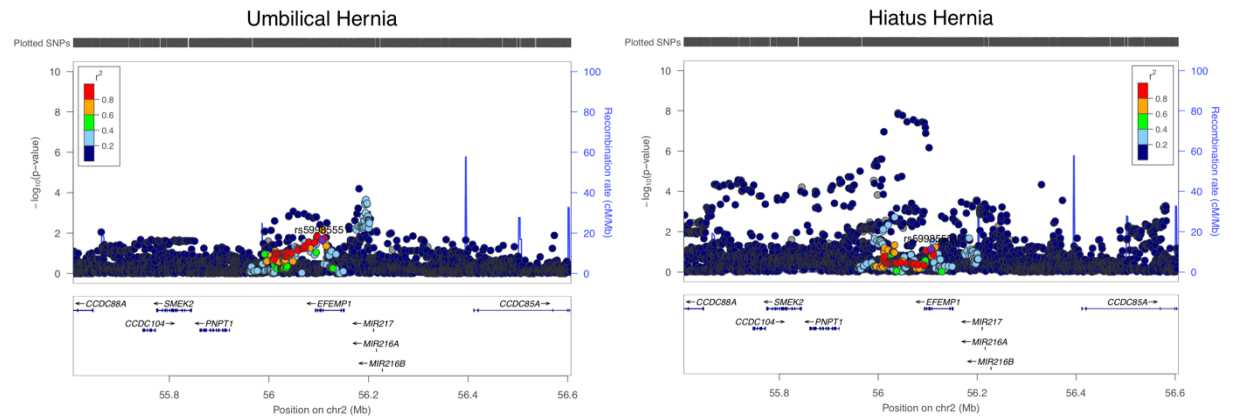 Umbilical Hernia
Plotted SNPs
10
8
6
4
2
0
− log10(p−value)
r2
0.8
0.6
0.4
0.2
rs59985551
100
80
60
40
20
0
Recombination rate (cM/Mb)
←CCDC88A
←SMEK2
←EFEMP1
CCDC85A→
CCDC104→
←PNPT1
←MIR217
←MIR216A
←MIR216B
55.8
56
56.2
56.4
56.6
Position on chr2 (Mb)
Hiatus Hernia
Plotted SNPs
10
8
6
4
2
0
− log10(p−value)
r2
0.8
0.6
0.4
0.2
100
80
60
40
20
0
Recombination rate (cM/Mb)
←CCDC88A
←SMEK2
←EFEMP1
CCDC85A→
CCDC104→
←PNPT1
←MIR217
←MIR216A
←MIR216B
55.8
56
56.2
56.4
56.6
Position on chr2 (Mb)